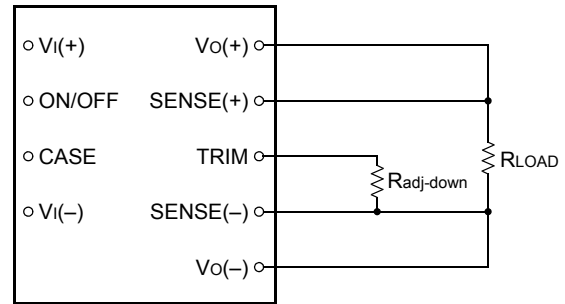 VI(+) VO(+)
ON/OFF SENSE(+)
CASE TRIM RLOAD
Radj-down
VI(–) SENSE(–)
VO(–)